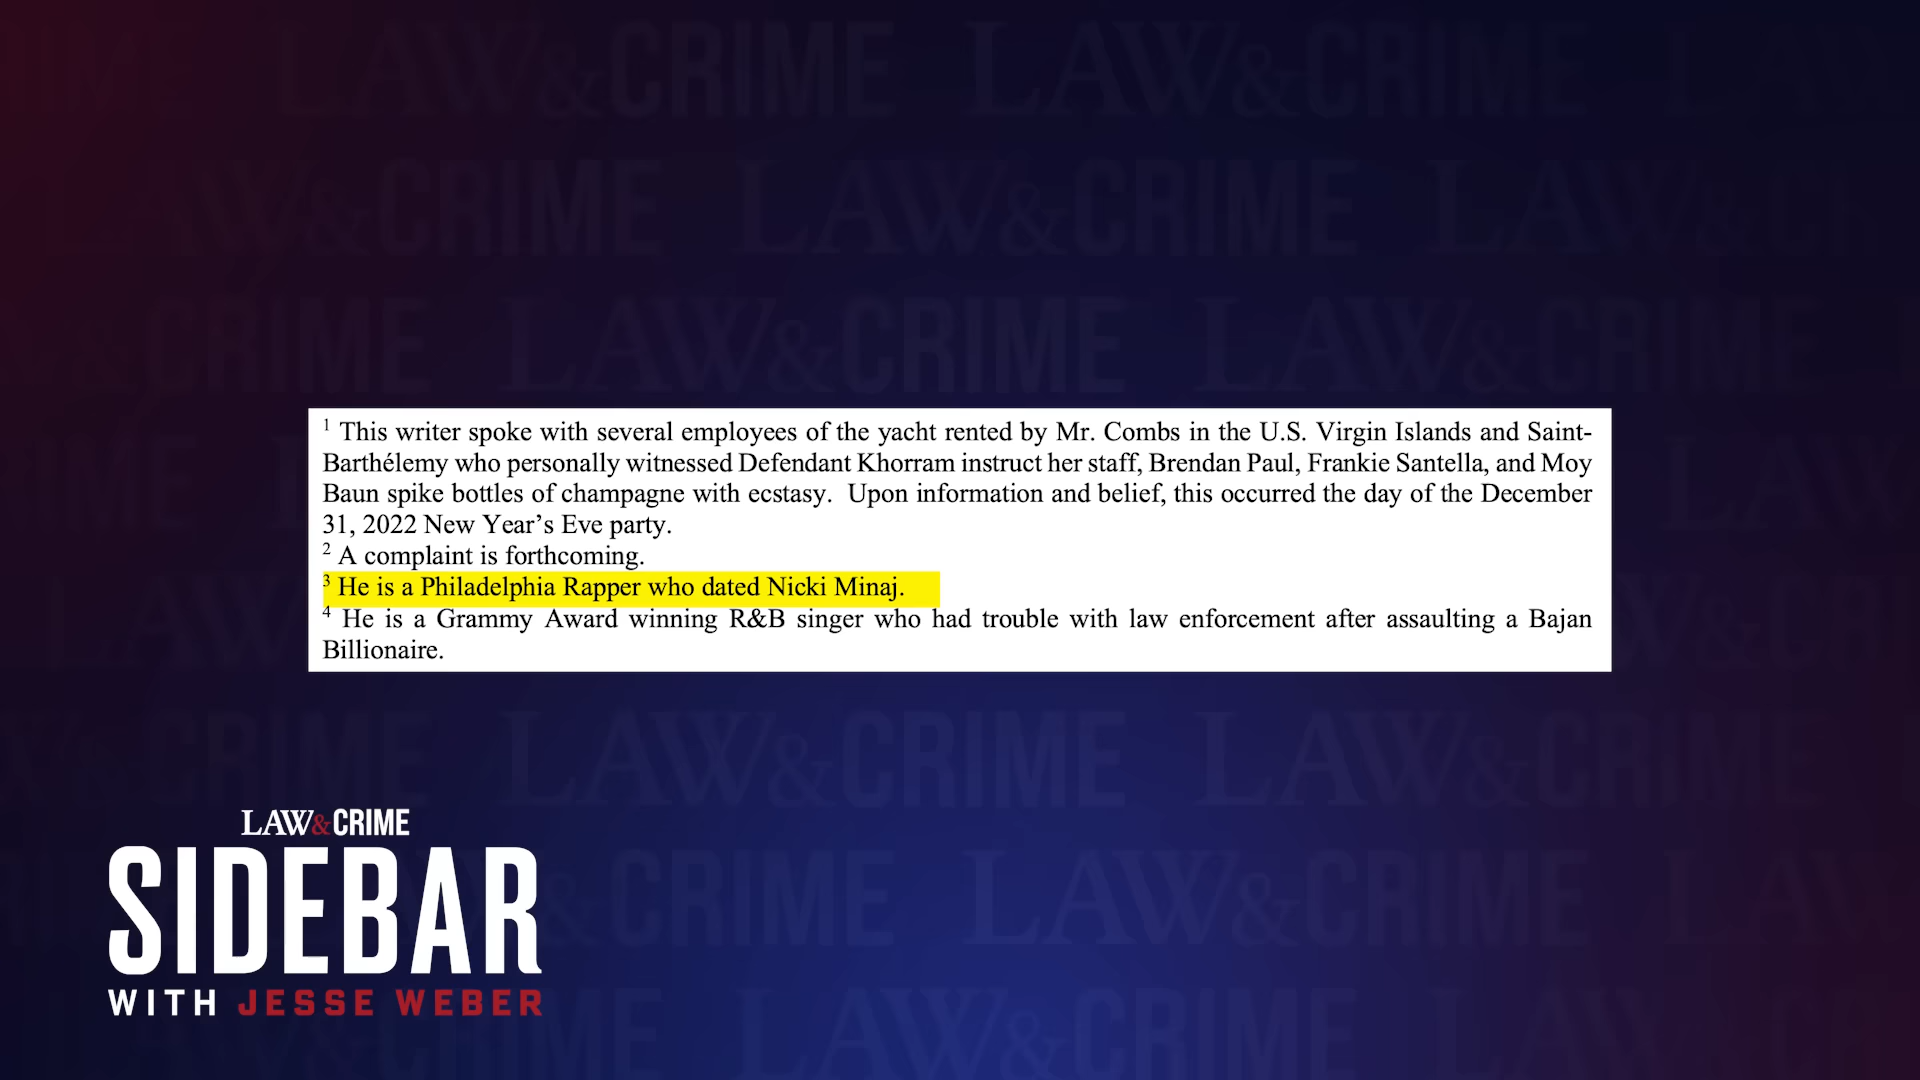 ¹ This writer spoke with several employees of the yacht rented by Mr. Combs in the U.S. Virgin Islands and Saint-
Barthélemy who personally witnessed Defendant Khorram instruct her staff, Brendan Paul, Frankie Santella, and Moy
Baun spike bottles of champagne with ecstasy.  Upon information and belief, this occurred the day of the December
31, 2022 New Year’s Eve party.
² A complaint is forthcoming.
³ He is a Philadelphia Rapper who dated Nicki Minaj.
⁴ He is a Grammy Award winning R&B singer who had trouble with law enforcement after assaulting a Bajan
Billionaire.
LAW&CRIME
SIDEBAR
WITH JESSE WEBER